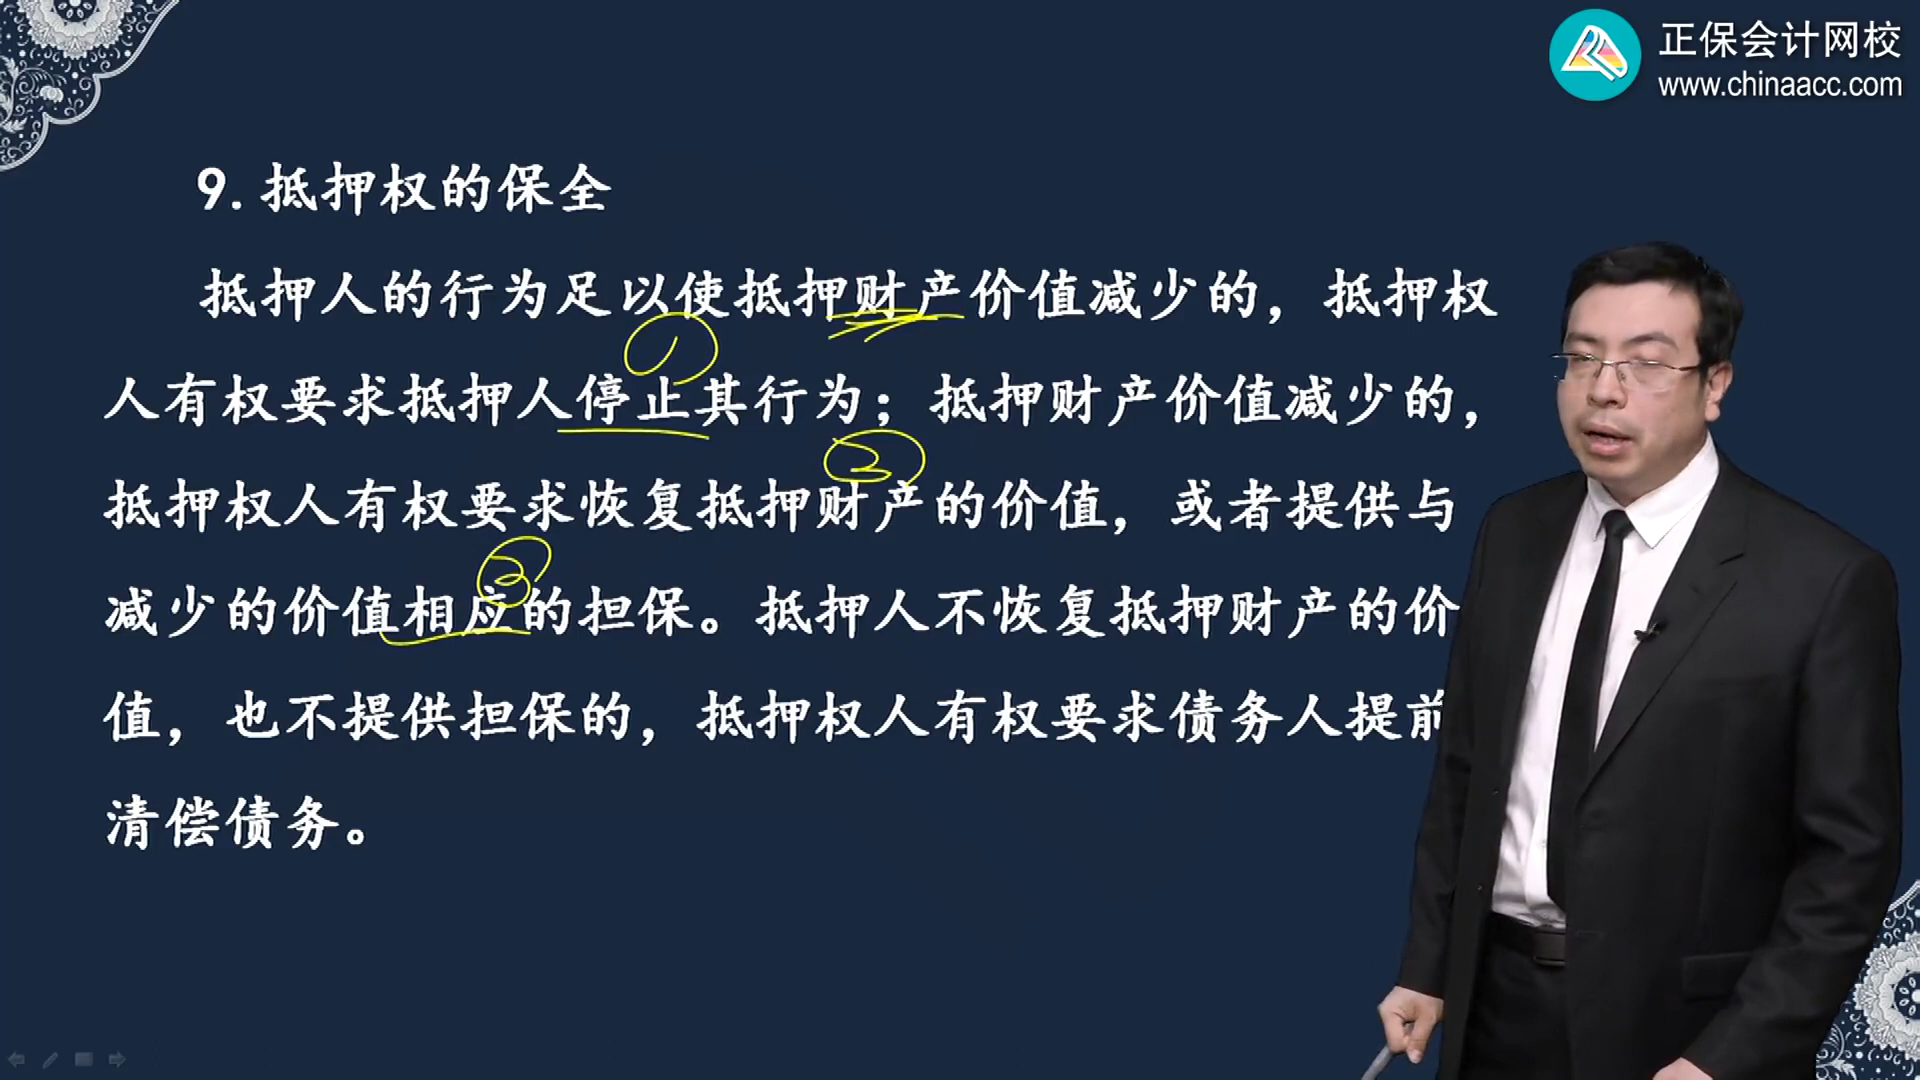 正保会计网校
www.chinaacc.com
9.抵押权的保全
抵押人的行为足以使抵押财产价值减少的，抵押权
人有权要求抵押人停止其行为；抵押财产价值减少的，
抵押权人有权要求恢复抵押财产的价值，或者提供与
减少的价值相应的担保。抵押人不恢复抵押财产的价
值，也不提供担保的，抵押权人有权要求债务人提前
清偿债务。
①
②
③